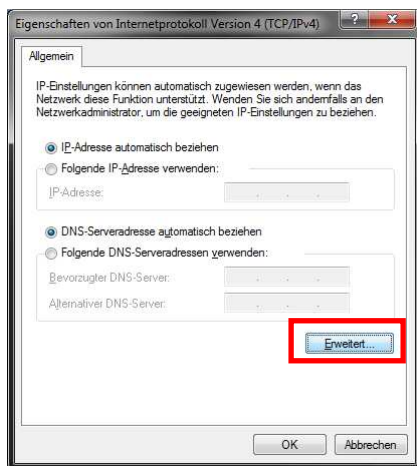 Eigenschaften von Internetprotokoll Version 4 (TCP/IPv4)
Allgemein
IP-Einstellungen können automatisch zugewiesen werden, wenn das
Netzwerk diese Funktion unterstützt. Wenden Sie sich andernfalls an den
Netzwerkadministrator, um die geeigneten IP-Einstellungen zu beziehen.
IP-Adresse automatisch beziehen
Folgende IP-Adresse verwenden:
IP-Adresse:
DNS-Serveradresse automatisch beziehen
Folgende DNS-Serveradressen verwenden:
Bevorzugter DNS-Server:
Alternativer DNS-Server:
Erweitert...
OK Abbrechen